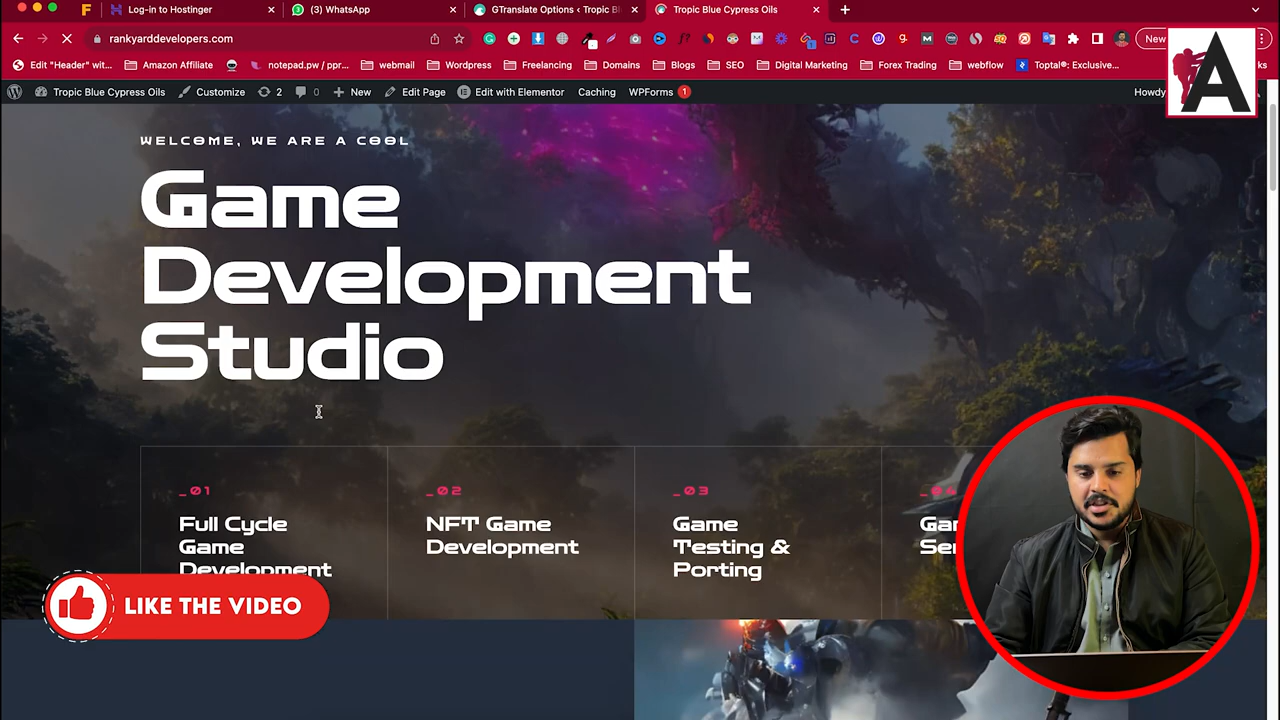 Log-in to Hostinger
(3) WhatsApp
GTranslate Options ‹ Tropic Bl
Tropic Blue Cypress Oils
rankyarddevelopers.com
New
Edit "Header" wit...
Amazon Affiliate
notepad.pw / ppr...
webmail
Wordpress
Freelancing
Domains
Blogs
SEO
Digital Marketing
Forex Trading
webflow
Toptal®: Exclusive...
ks
Tropic Blue Cypress Oils
Customize
2
0
New
Edit Page
Edit with Elementor
Caching
WPForms 1
Howdy
A
WELCOME, WE ARE A COOL
Game
Development
Studio
_01
Full Cycle
Game
Development
_02
NFT Game
Development
_03
Game
Testing &
Porting
_04
Gam
Ser
LIKE THE VIDEO